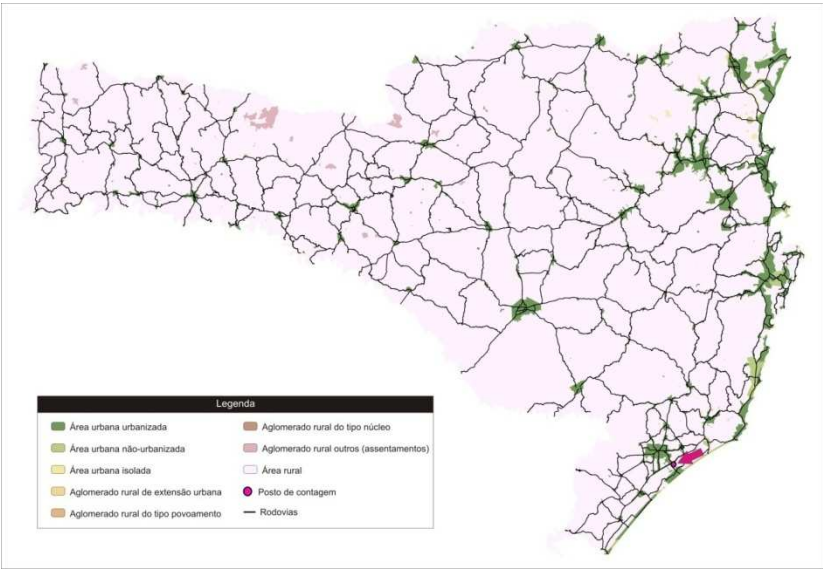 Legenda
Área urbana urbanizada
Área urbana não-urbanizada
Área urbana isolada
Aglomerado rural de extensão urbana
Aglomerado rural do tipo povoamento
Aglomerado rural do tipo núcleo
Aglomerado rural outros (assentamentos)
Área rural
Posto de contagem
Rodovias